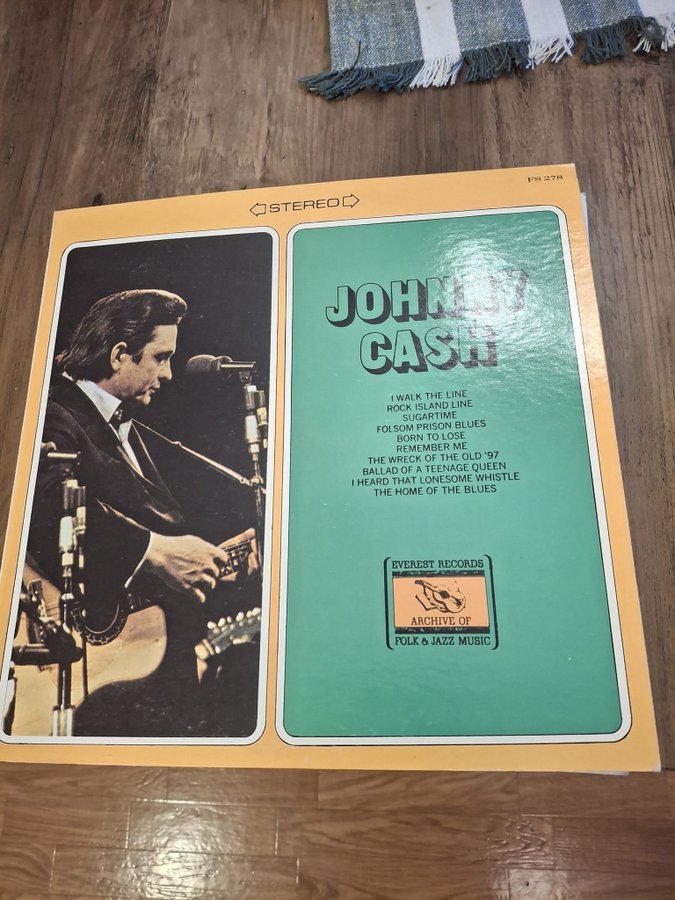 FS 278
STEREO
JOHNNY
CASH
I WALK THE LINE
ROCK ISLAND LINE
SUGARTIME
FOLSOM PRISON BLUES
BORN TO LOSE
REMEMBER ME
THE WRECK OF THE OLD '97
BALLAD OF A TEENAGE QUEEN
I HEARD THAT LONESOME WHISTLE
THE HOME OF THE BLUES
EVEREST RECORDS
ARCHIVE OF
FOLK & JAZZ MUSIC